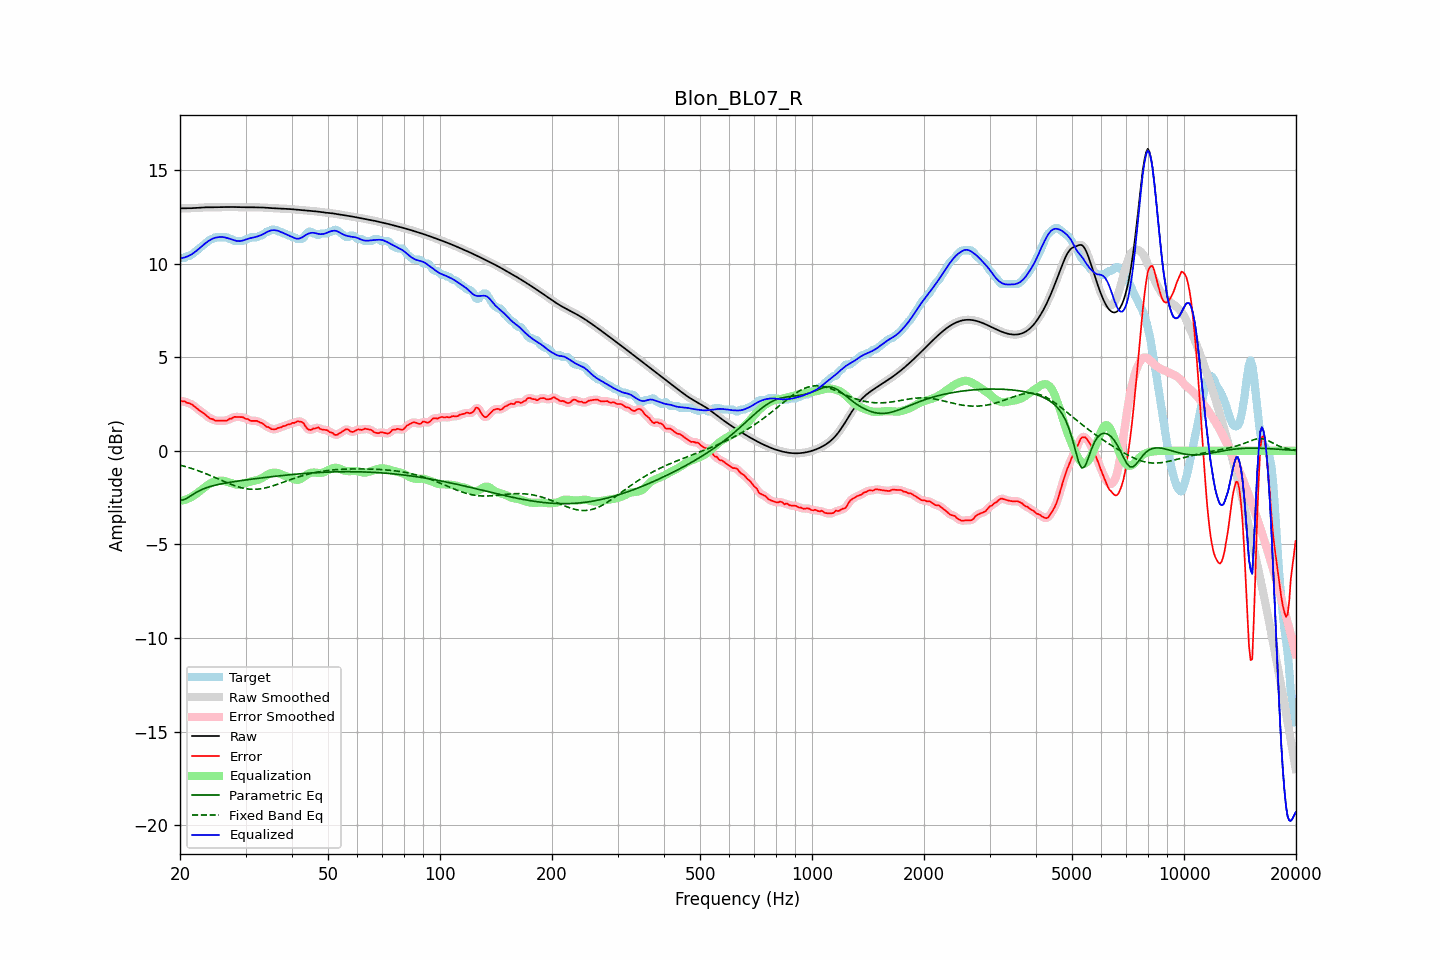 Blon_BL07_R
Amplitude (dBr)
15
10
5
0
−5
−10
−15
−20
Target
Raw Smoothed
Error Smoothed
Raw
Error
Equalization
Parametric Eq
Fixed Band Eq
Equalized
20 50 100 200 500 1000 2000 5000 10000 20000
Frequency (Hz)